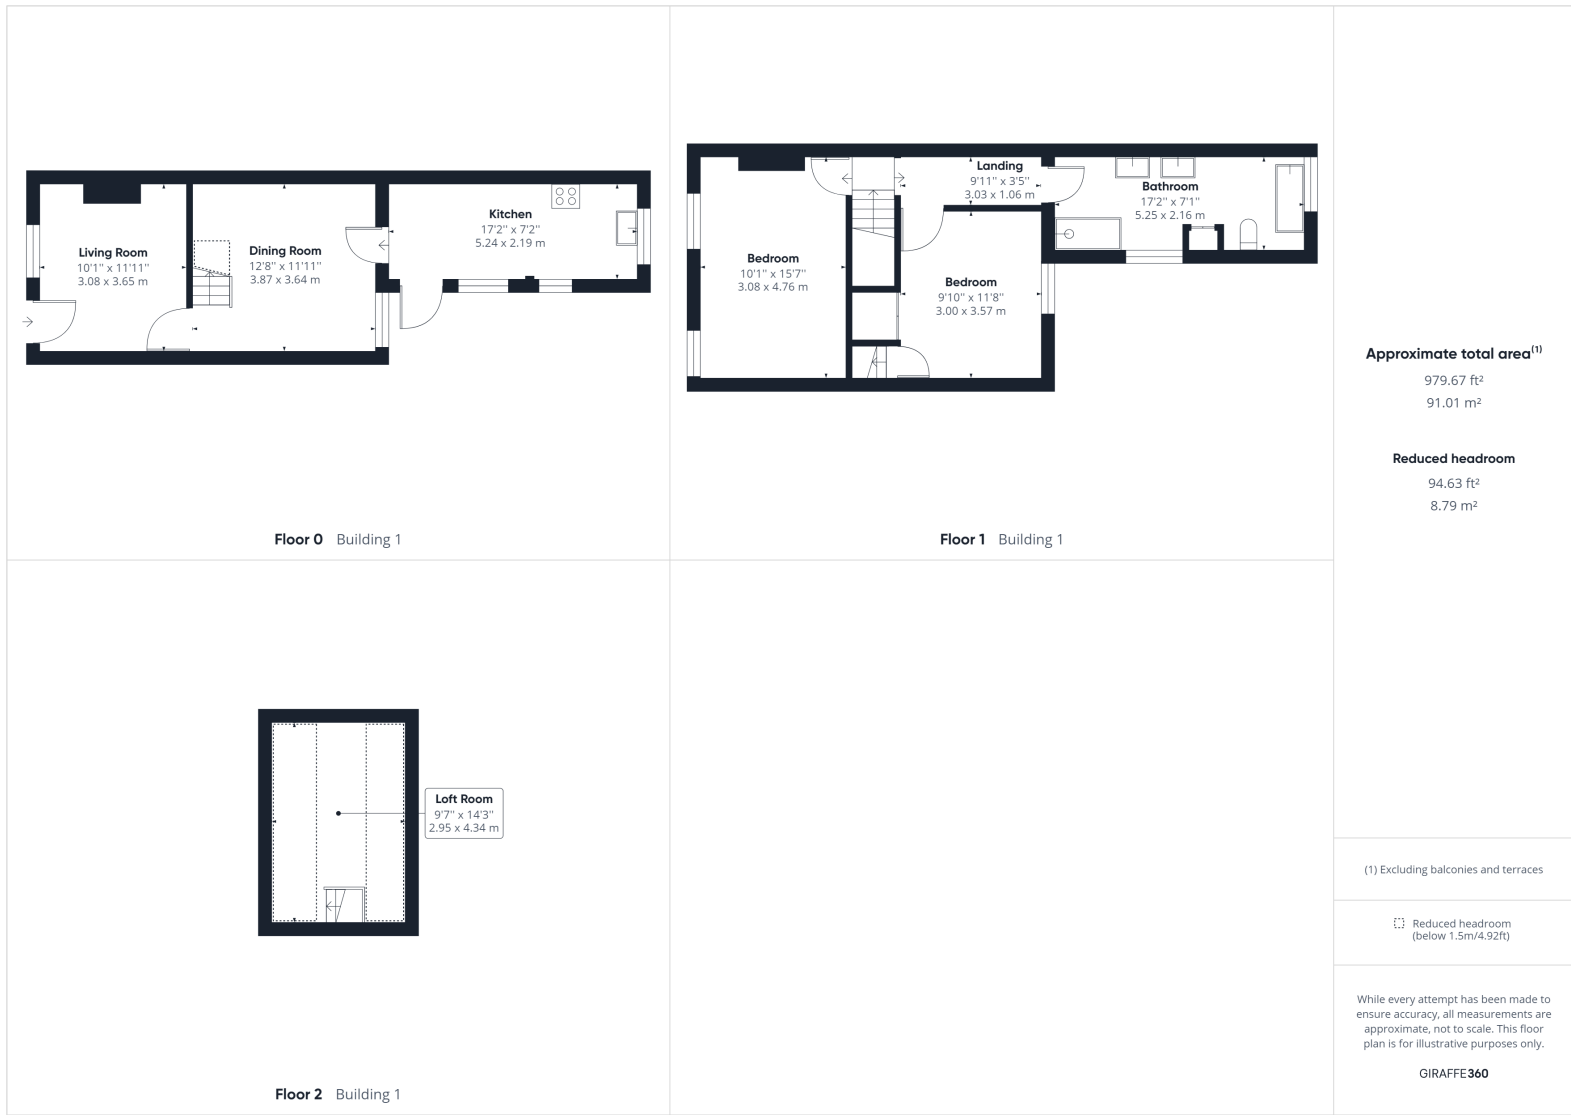 Living Room
10'1'' x 11'11''
3.08 x 3.65 m
Dining Room
12'8'' x 11'11''
3.87 x 3.64 m
Kitchen
17'2'' x 7'2''
5.24 x 2.19 m
Floor 0 Building 1
Bedroom
10'1'' x 15'7''
3.08 x 4.76 m
Landing
9'11'' x 3'5''
3.03 x 1.06 m
Bathroom
17'2'' x 7'1''
5.25 x 2.16 m
Bedroom
9'10'' x 11'8''
3.00 x 3.57 m
Floor 1 Building 1
Loft Room
9'7'' x 14'3''
2.95 x 4.34 m
Floor 2 Building 1
Approximate total area(1)
979.67 ft²
91.01 m²
Reduced headroom
94.63 ft²
8.79 m²
(1) Excluding balconies and terraces
Reduced headroom
(below 1.5m/4.92ft)
While every attempt has been made to
ensure accuracy, all measurements are
approximate, not to scale. This floor
plan is for illustrative purposes only.
GIRAFFE360